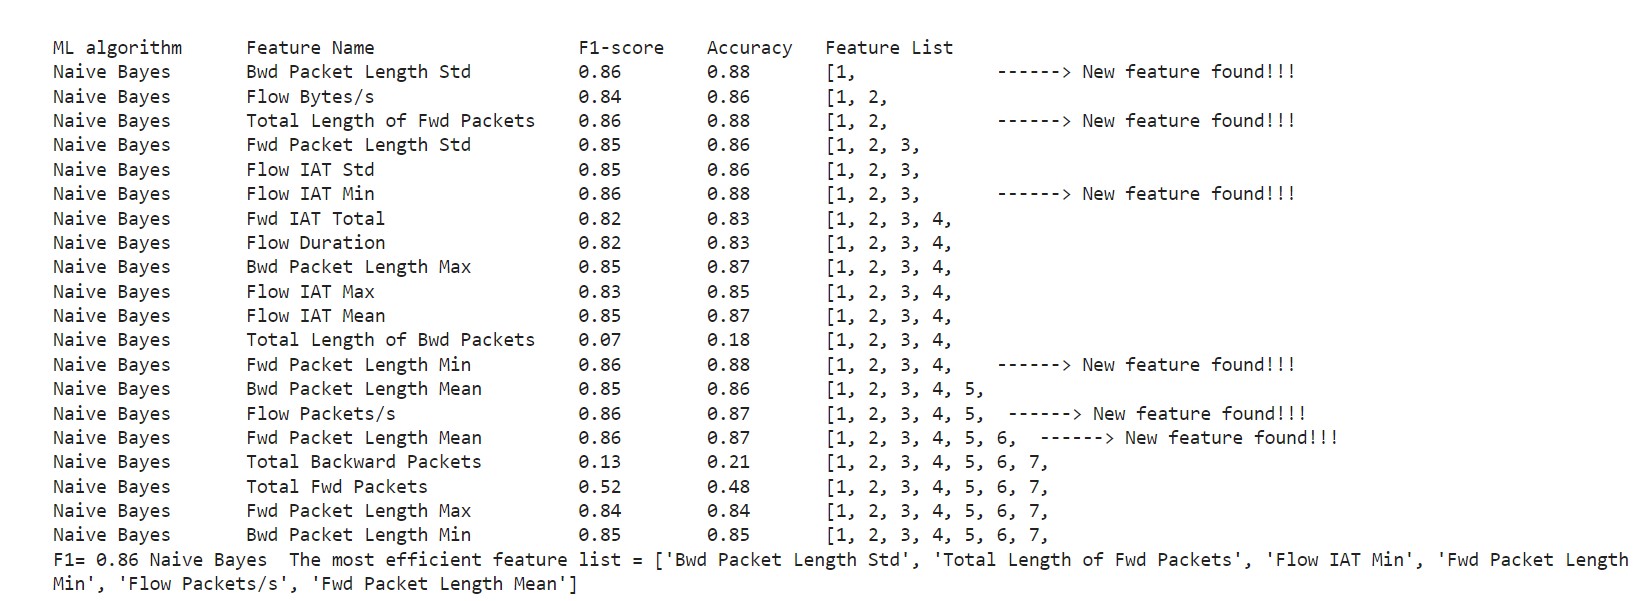 ML algorithm Feature Name F1-score Accuracy Feature List
Naive Bayes Bwd Packet Length Std 0.86 0.88 [1, ------> New feature found!!!
Naive Bayes Flow Bytes/s 0.84 0.86 [1, 2,
Naive Bayes Total Length of Fwd Packets 0.86 0.88 [1, 2, ------> New feature found!!!
Naive Bayes Fwd Packet Length Std 0.85 0.86 [1, 2, 3,
Naive Bayes Flow IAT Std 0.85 0.86 [1, 2, 3,
Naive Bayes Flow IAT Min 0.86 0.88 [1, 2, 3, ------> New feature found!!!
Naive Bayes Fwd IAT Total 0.82 0.83 [1, 2, 3, 4,
Naive Bayes Flow Duration 0.82 0.83 [1, 2, 3, 4,
Naive Bayes Bwd Packet Length Max 0.85 0.87 [1, 2, 3, 4,
Naive Bayes Flow IAT Max 0.83 0.85 [1, 2, 3, 4,
Naive Bayes Flow IAT Mean 0.85 0.87 [1, 2, 3, 4,
Naive Bayes Total Length of Bwd Packets 0.07 0.18 [1, 2, 3, 4,
Naive Bayes Fwd Packet Length Min 0.86 0.88 [1, 2, 3, 4, ------> New feature found!!!
Naive Bayes Bwd Packet Length Mean 0.85 0.86 [1, 2, 3, 4, 5,
Naive Bayes Flow Packets/s 0.86 0.87 [1, 2, 3, 4, 5, ------> New feature found!!!
Naive Bayes Fwd Packet Length Mean 0.86 0.87 [1, 2, 3, 4, 5, 6, ------> New feature found!!!
Naive Bayes Total Backward Packets 0.13 0.21 [1, 2, 3, 4, 5, 6, 7,
Naive Bayes Total Fwd Packets 0.52 0.48 [1, 2, 3, 4, 5, 6, 7,
Naive Bayes Fwd Packet Length Max 0.84 0.84 [1, 2, 3, 4, 5, 6, 7,
Naive Bayes Bwd Packet Length Min 0.85 0.85 [1, 2, 3, 4, 5, 6, 7,
F1= 0.86 Naive Bayes The most efficient feature list = ['Bwd Packet Length Std', 'Total Length of Fwd Packets', 'Flow IAT Min', 'Fwd Packet Length
Min', 'Flow Packets/s', 'Fwd Packet Length Mean']